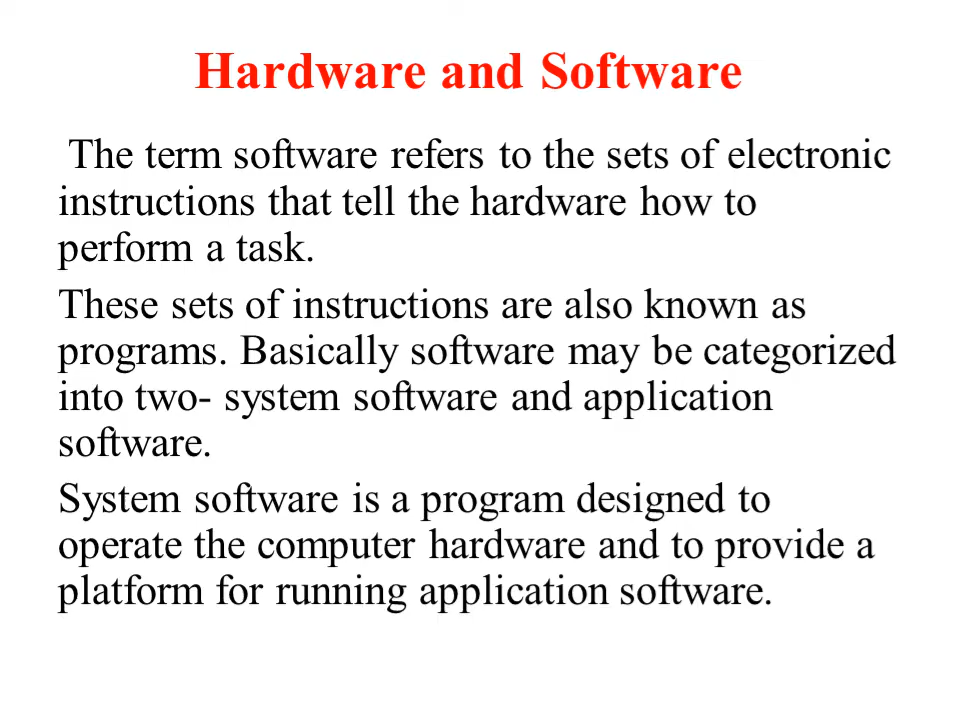 Hardware and Software
The term software refers to the sets of electronic
instructions that tell the hardware how to
perform a task.
These sets of instructions are also known as
programs. Basically software may be categorized
into two- system software and application
software.
System software is a program designed to
operate the computer hardware and to provide a
platform for running application software.